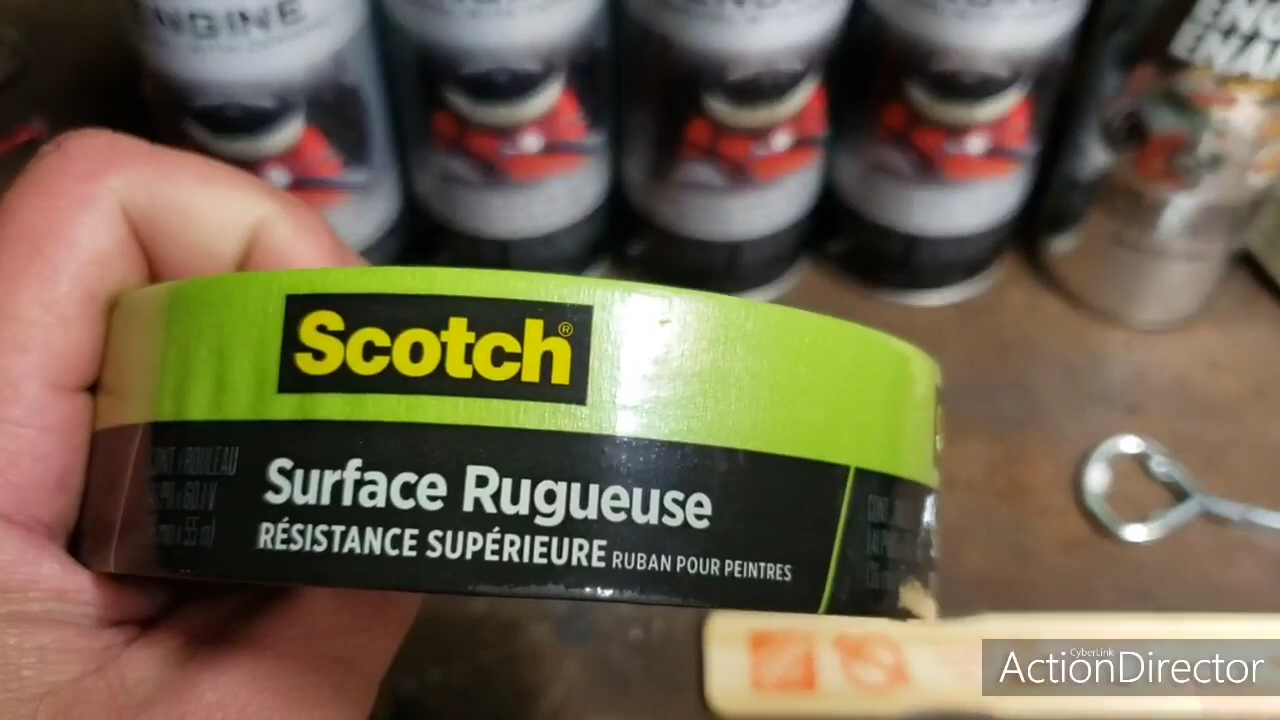 ENGINE
Scotch®
Surface Rugueuse
RÉSISTANCE SUPÉRIEURE RUBAN POUR PEINTRES
CyberLink
ActionDirector